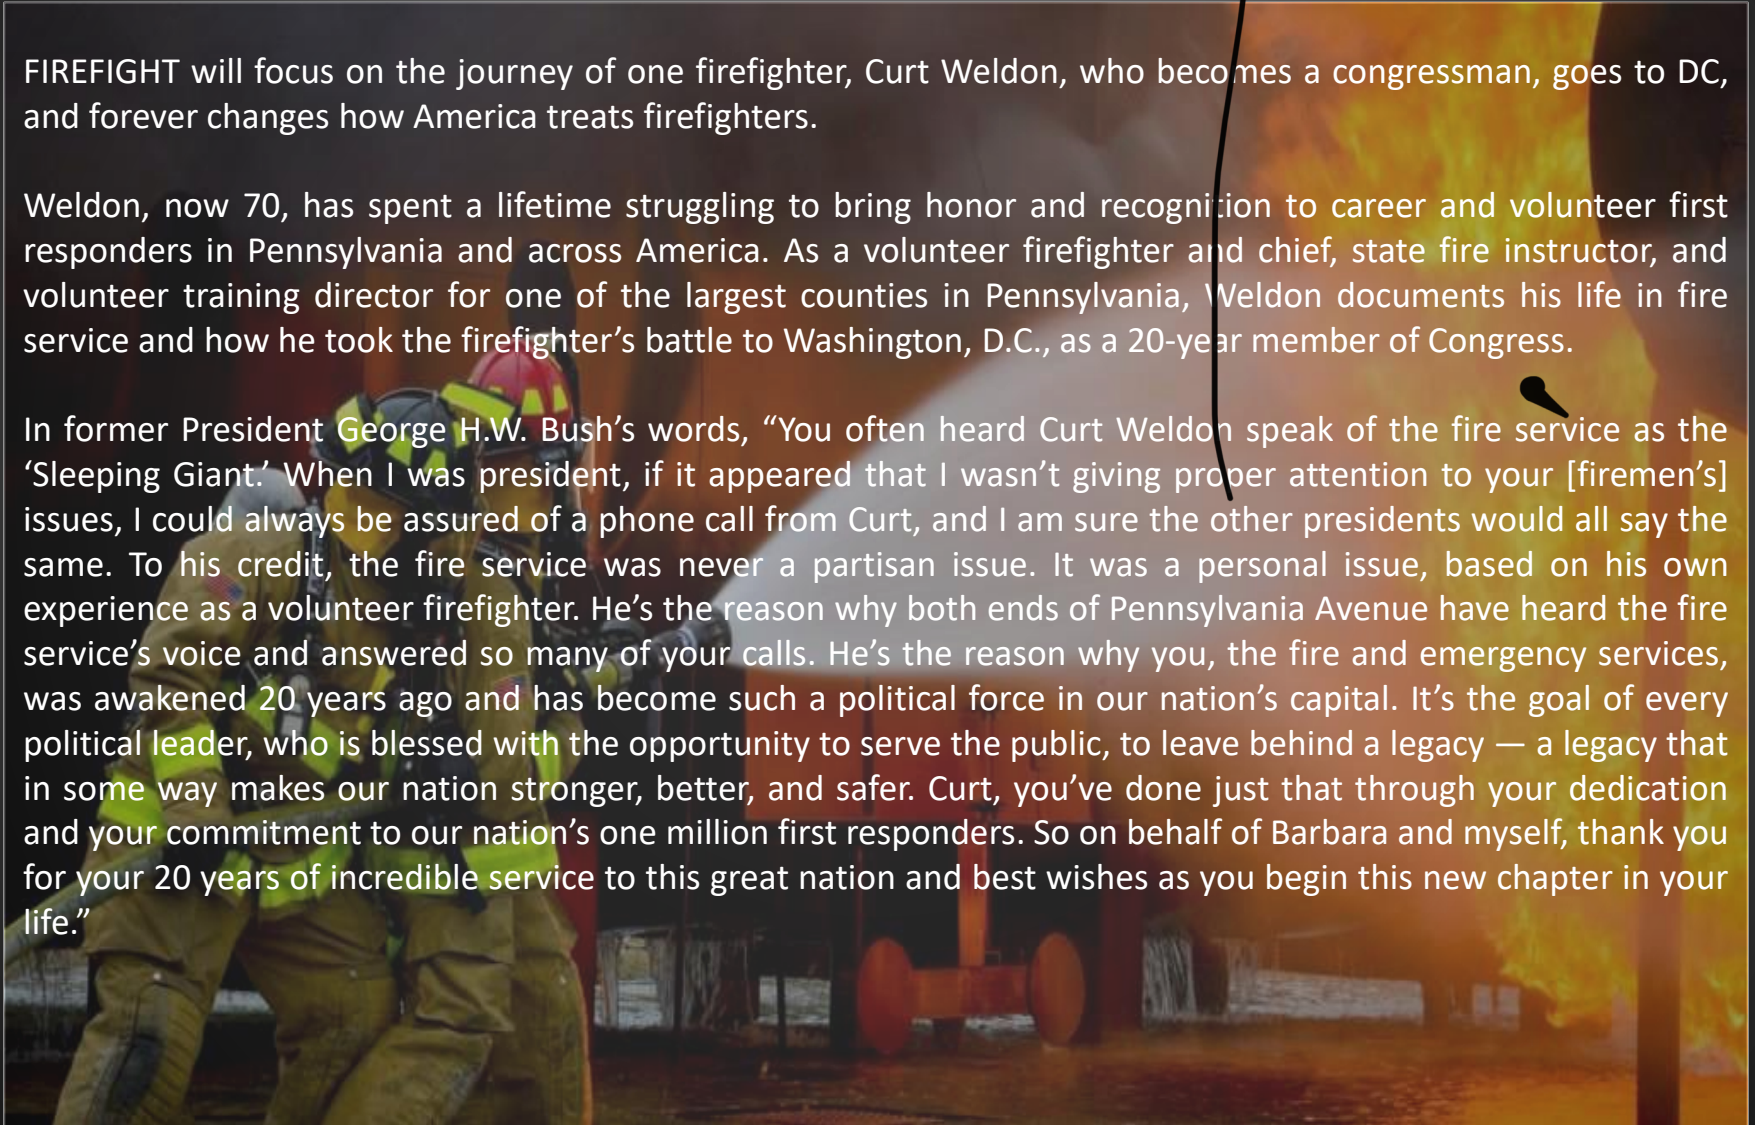 FIREFIGHT will focus on the journey of one firefighter, Curt Weldon, who becomes a congressman, goes to DC,
and forever changes how America treats firefighters.
Weldon, now 70, has spent a lifetime struggling to bring honor and recognition to career and volunteer first
responders in Pennsylvania and across America. As a volunteer firefighter and chief, state fire instructor, and
volunteer training director for one of the largest counties in Pennsylvania, Weldon documents his life in fire
service and how he took the firefighter’s battle to Washington, D.C., as a 20-year member of Congress.
In former President George H.W. Bush’s words, “You often heard Curt Weldon speak of the fire service as the
‘Sleeping Giant.’ When I was president, if it appeared that I wasn’t giving proper attention to your [firemen’s]
issues, I could always be assured of a phone call from Curt, and I am sure the other presidents would all say the
same. To his credit, the fire service was never a partisan issue. It was a personal issue, based on his own
experience as a volunteer firefighter. He’s the reason why both ends of Pennsylvania Avenue have heard the fire
service’s voice and answered so many of your calls. He’s the reason why you, the fire and emergency services,
was awakened 20 years ago and has become such a political force in our nation’s capital. It’s the goal of every
political leader, who is blessed with the opportunity to serve the public, to leave behind a legacy — a legacy that
in some way makes our nation stronger, better, and safer. Curt, you’ve done just that through your dedication
and your commitment to our nation’s one million first responders. So on behalf of Barbara and myself, thank you
for your 20 years of incredible service to this great nation and best wishes as you begin this new chapter in your
life.”